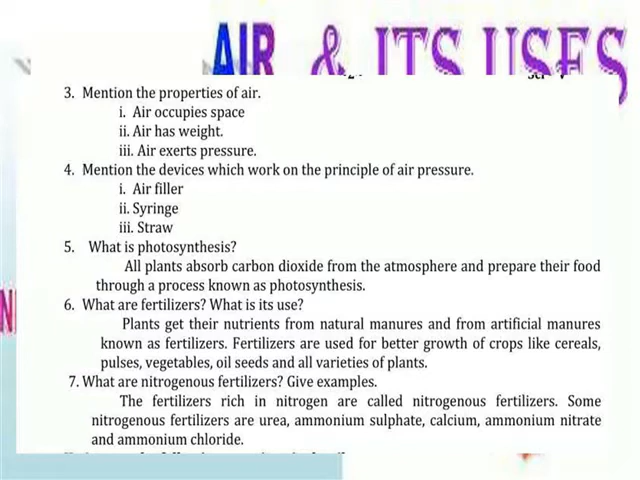 AIR & ITS USES
3. Mention the properties of air.
i. Air occupies space
ii. Air has weight.
iii. Air exerts pressure.
4. Mention the devices which work on the principle of air pressure.
i. Air filler
ii. Syringe
iii. Straw
5. What is photosynthesis?
All plants absorb carbon dioxide from the atmosphere and prepare their food
through a process known as photosynthesis.
6. What are fertilizers? What is its use?
Plants get their nutrients from natural manures and from artificial manures
known as fertilizers. Fertilizers are used for better growth of crops like cereals,
pulses, vegetables, oil seeds and all varieties of plants.
7. What are nitrogenous fertilizers? Give examples.
The fertilizers rich in nitrogen are called nitrogenous fertilizers. Some
nitrogenous fertilizers are urea, ammonium sulphate, calcium, ammonium nitrate
and ammonium chloride.